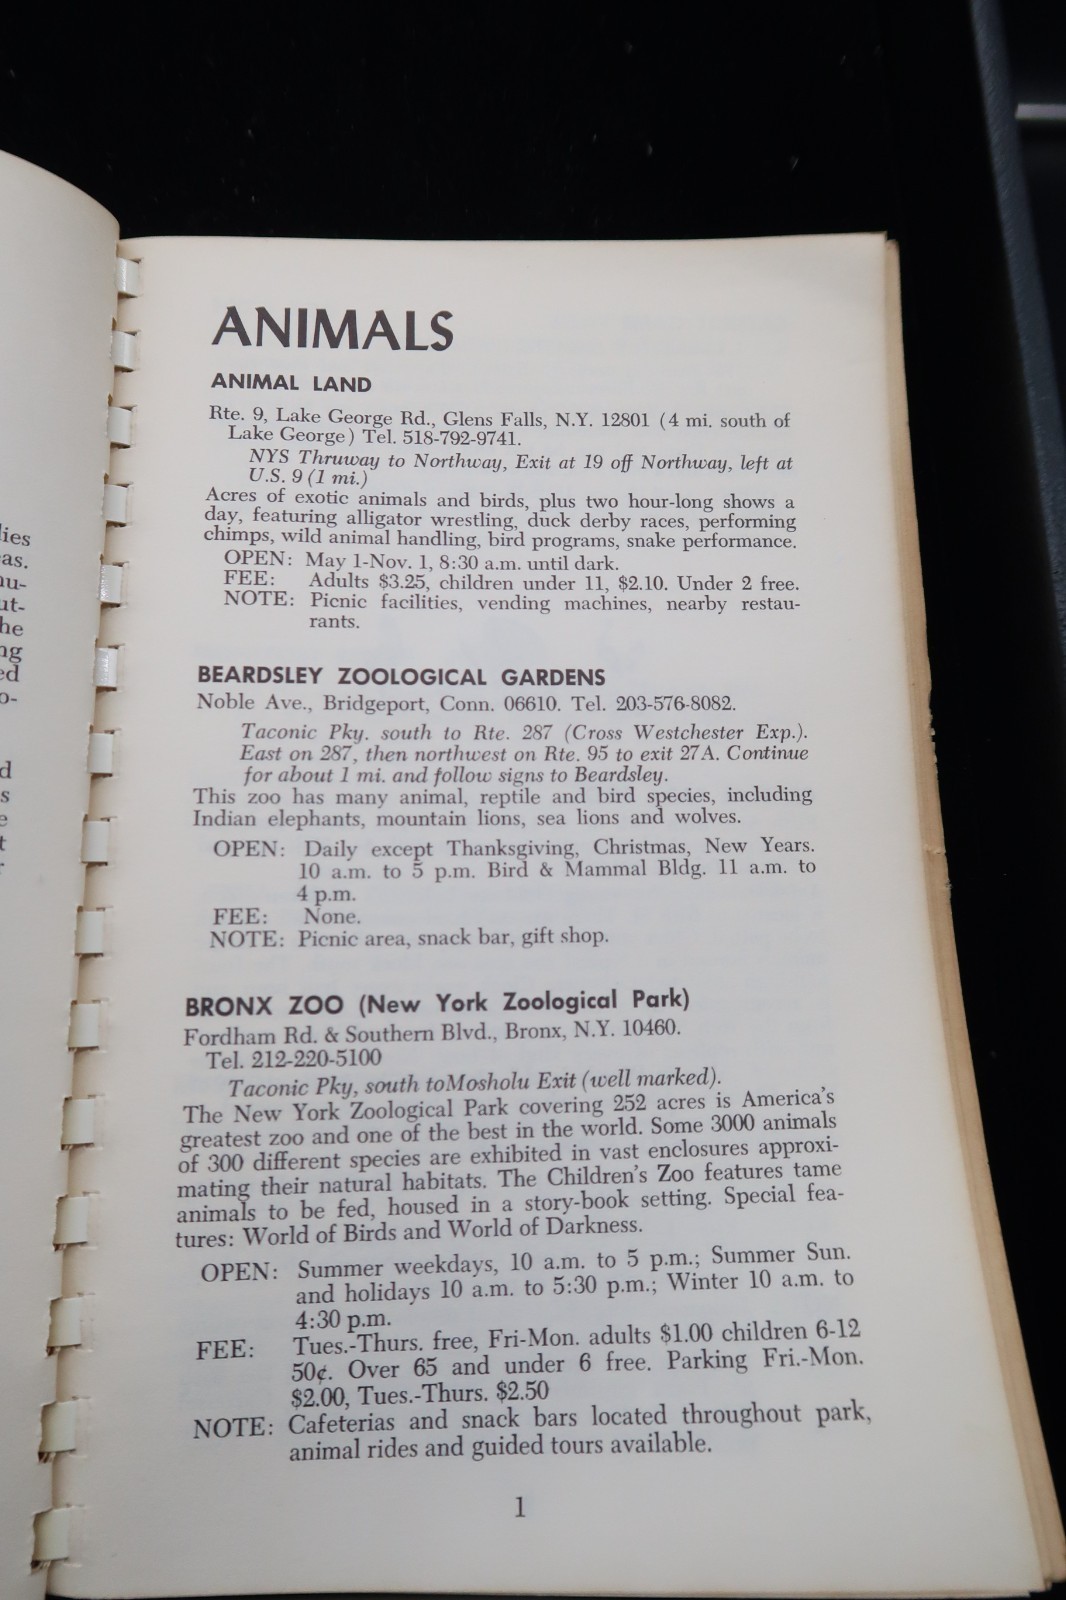 lies
as.
nu-
ut-
he
ng
ed
o-
d
s
e
t
r
ANIMALS
ANIMAL LAND
Rte. 9, Lake George Rd., Glens Falls, N.Y. 12801 (4 mi. south of
Lake George) Tel. 518-792-9741.
NYS Thruway to Northway, Exit at 19 off Northway, left at
U.S. 9 (1 mi.)
Acres of exotic animals and birds, plus two hour-long shows a
day, featuring alligator wrestling, duck derby races, performing
chimps, wild animal handling, bird programs, snake performance.
OPEN: May 1-Nov. 1, 8:30 a.m. until dark.
FEE: Adults $3.25, children under 11, $2.10. Under 2 free.
NOTE: Picnic facilities, vending machines, nearby restau-
rants.
BEARDSLEY ZOOLOGICAL GARDENS
Noble Ave., Bridgeport, Conn. 06610. Tel. 203-576-8082.
Taconic Pky. south to Rte. 287 (Cross Westchester Exp.).
East on 287, then northwest on Rte. 95 to exit 27A. Continue
for about 1 mi. and follow signs to Beardsley.
This zoo has many animal, reptile and bird species, including
Indian elephants, mountain lions, sea lions and wolves.
OPEN: Daily except Thanksgiving, Christmas, New Years.
10 a.m. to 5 p.m. Bird & Mammal Bldg. 11 a.m. to
4 p.m.
FEE: None.
NOTE: Picnic area, snack bar, gift shop.
BRONX ZOO (New York Zoological Park)
Fordham Rd. & Southern Blvd., Bronx, N.Y. 10460.
Tel. 212-220-5100
Taconic Pky, south toMosholu Exit (well marked).
The New York Zoological Park covering 252 acres is America's
greatest zoo and one of the best in the world. Some 3000 animals
of 300 different species are exhibited in vast enclosures approxi-
mating their natural habitats. The Children's Zoo features tame
animals to be fed, housed in a story-book setting. Special fea-
tures: World of Birds and World of Darkness.
OPEN: Summer weekdays, 10 a.m. to 5 p.m.; Summer Sun.
and holidays 10 a.m. to 5:30 p.m.; Winter 10 a.m. to
4:30 p.m.
FEE: Tues.-Thurs. free, Fri-Mon. adults $1.00 children 6-12
50¢. Over 65 and under 6 free. Parking Fri.-Mon.
$2.00, Tues.-Thurs. $2.50
NOTE: Cafeterias and snack bars located throughout park,
animal rides and guided tours available.
1